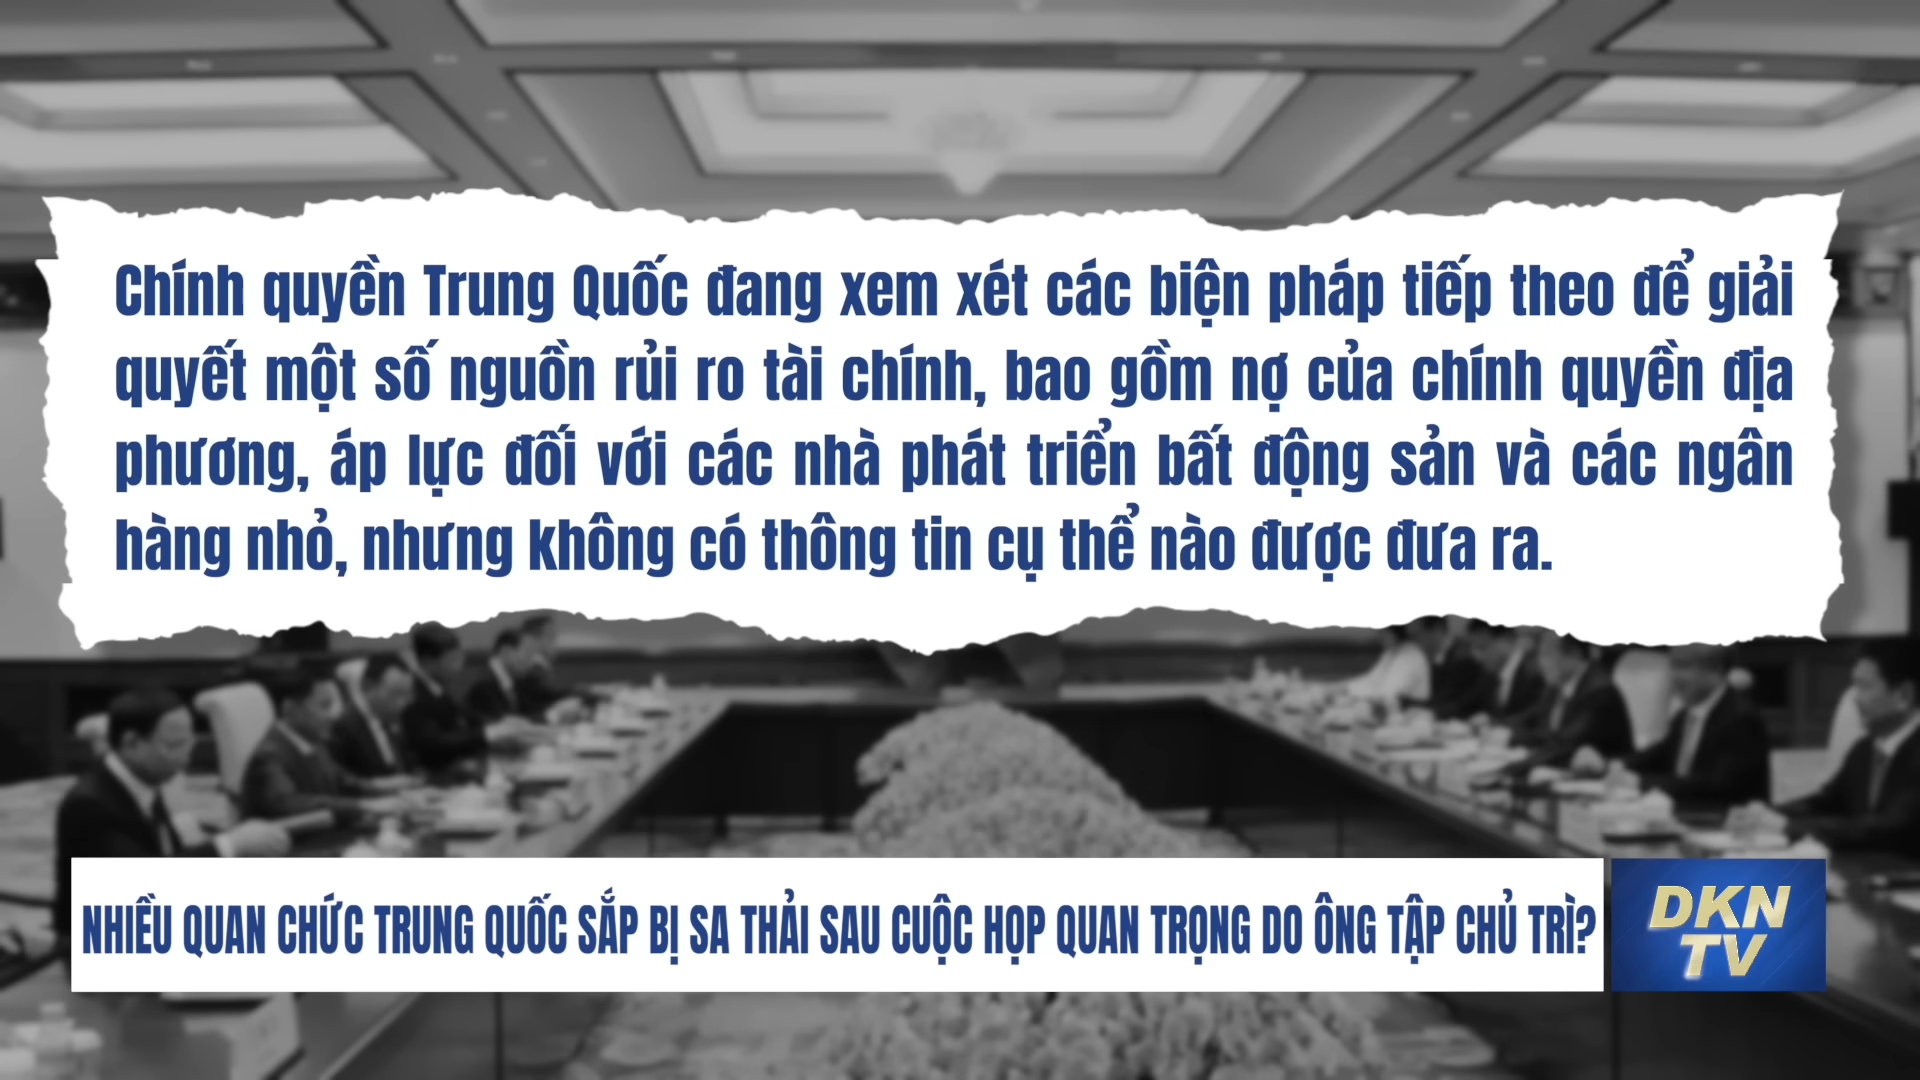 Chính quyền Trung Quốc đang xem xét các biện pháp tiếp theo để giải
quyết một số nguồn rủi ro tài chính, bao gồm nợ của chính quyền địa
phương, áp lực đối với các nhà phát triển bất động sản và các ngân
hàng nhỏ, nhưng không có thông tin cụ thể nào được đưa ra.
NHIỀU QUAN CHỨC TRUNG QUỐC SẮP BỊ SA THẢI SAU CUỘC HỌP QUAN TRỌNG DO ÔNG TẬP CHỦ TRÌ?
DKN
TV